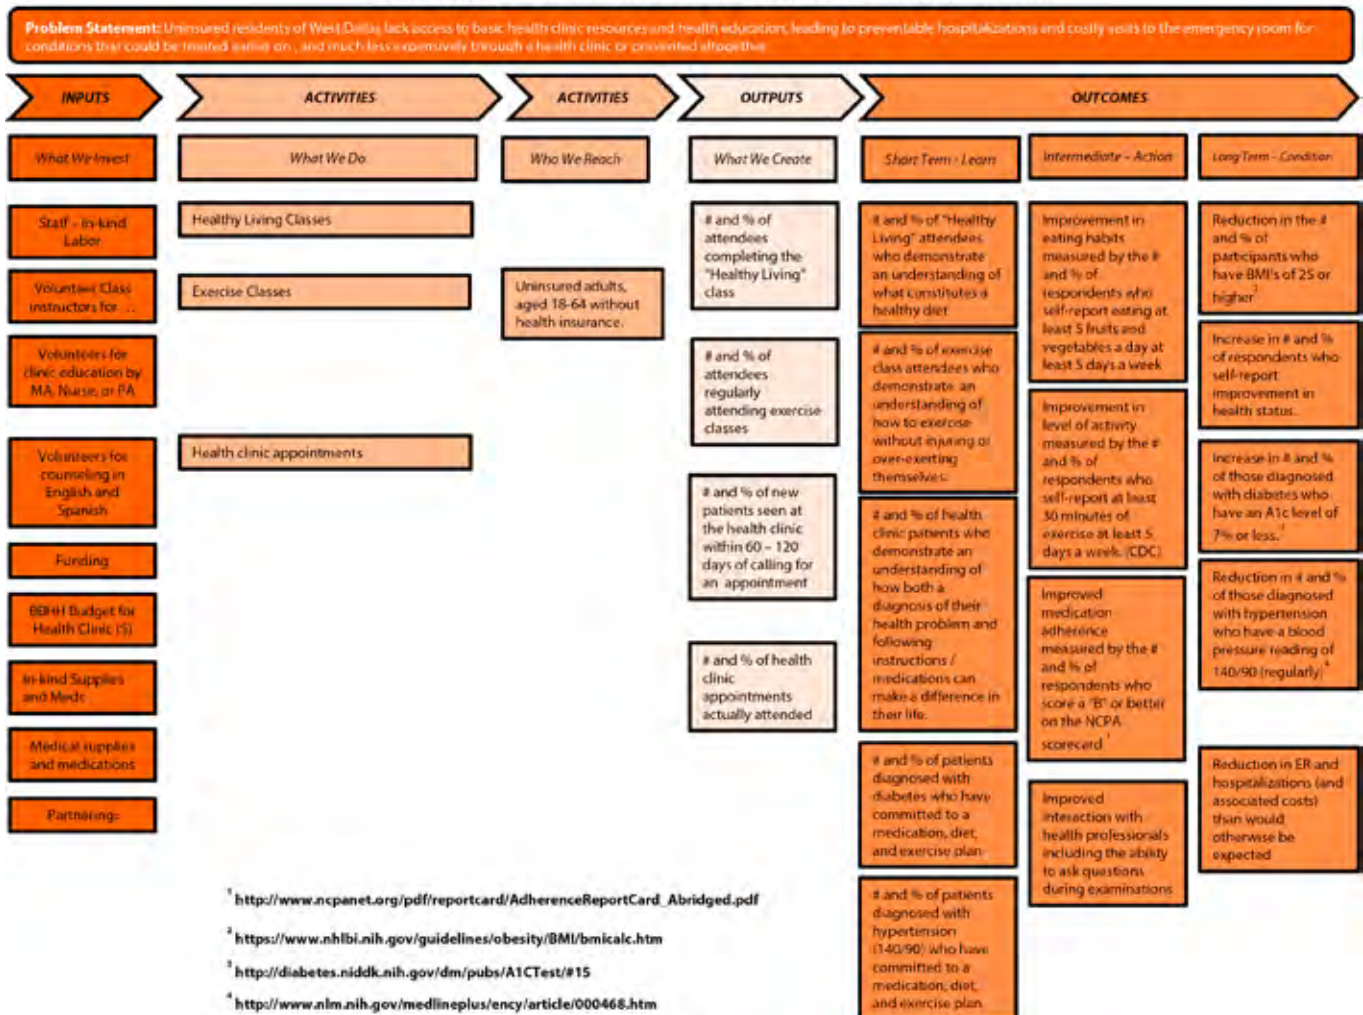 Problem Statement: Uninsured residents of West Dallas lack access to basic health clinic resources and health education, leading to preventable hospitalizations and costly visits to the emergency room for
conditions that could be treated earlier on, and much less expensively through a health clinic or prevented altogether
INPUTS
ACTIVITIES
ACTIVITIES
OUTPUTS
OUTCOMES
What We Invest
What We Do
Who We Reach
What We Create
Short Term - Learn
Intermediate – Action
Long Term - Condition
Staff – in-kind
Labor
Volunteer Class
instructors for ...
Volunteers for
clinic education by
MA, Nurse, or PA
Volunteers for
counseling in
English and
Spanish
Funding
BBHH Budget for
Health Clinic ($)
In-kind Supplies
and Meds
Medical supplies
and medications
Partnerings
Healthy Living Classes
Exercise Classes
Health clinic appointments
Uninsured adults,
aged 18-64 without
health insurance.
# and % of
attendees
completing the
"Healthy Living"
class
# and % of
attendees
regularly
attending exercise
classes
# and % of new
patients seen at
the health clinic
within 60 – 120
days of calling for
an appointment
# and % of health
clinic
appointments
actually attended
# and % of "Healthy
Living" attendees
who demonstrate
an understanding of
what constitutes a
healthy diet
# and % of exercise
class attendees who
demonstrate an
understanding of
how to exercise
without injuring or
over-exerting
themselves.
# and % of health
clinic patients who
demonstrate an
understanding of
how both a
diagnosis of their
health problem and
following
instructions /
medications can
make a difference in
their life.
# and % of patients
diagnosed with
diabetes who have
committed to a
medication, diet,
and exercise plan.
# and % of patients
diagnosed with
hypertension
(140/90) who have
committed to a
medication, diet,
and exercise plan.
Improvement in
eating habits
measured by the #
and % of
respondents who
self-report eating at
least 5 fruits and
vegetables a day at
least 5 days a week
Improvement in
level of activity
measured by the #
and % of
respondents who
self-report at least
30 minutes of
exercise at least 5
days a week. (CDC)
Improved
medication
adherence
measured by the #
and % of
respondents who
score a "B" or better
on the NCPA
scorecard 1
Improved
interaction with
health professionals
including the ability
to ask questions
during examinations
Reduction in the #
and % of
participants who
have BMI's of 25 or
higher 2
Increase in # and %
of respondents who
self-report
improvement in
health status.
Increase in # and %
of those diagnosed
with diabetes who
have an A1c level of
7% or less. 3
Reduction in # and %
of those diagnosed
with hypertension
who have a blood
pressure reading of
140/90 (regularly) 4
Reduction in ER and
hospitalizations (and
associated costs)
than would
otherwise be
expected
1 http://www.ncpanet.org/pdf/reportcard/AdherenceReportCard_Abridged.pdf
2 https://www.nhlbi.nih.gov/guidelines/obesity/BMI/bmicalc.htm
3 http://diabetes.niddk.nih.gov/dm/pubs/A1CTest/#15
4 http://www.nlm.nih.gov/medlineplus/ency/article/000468.htm